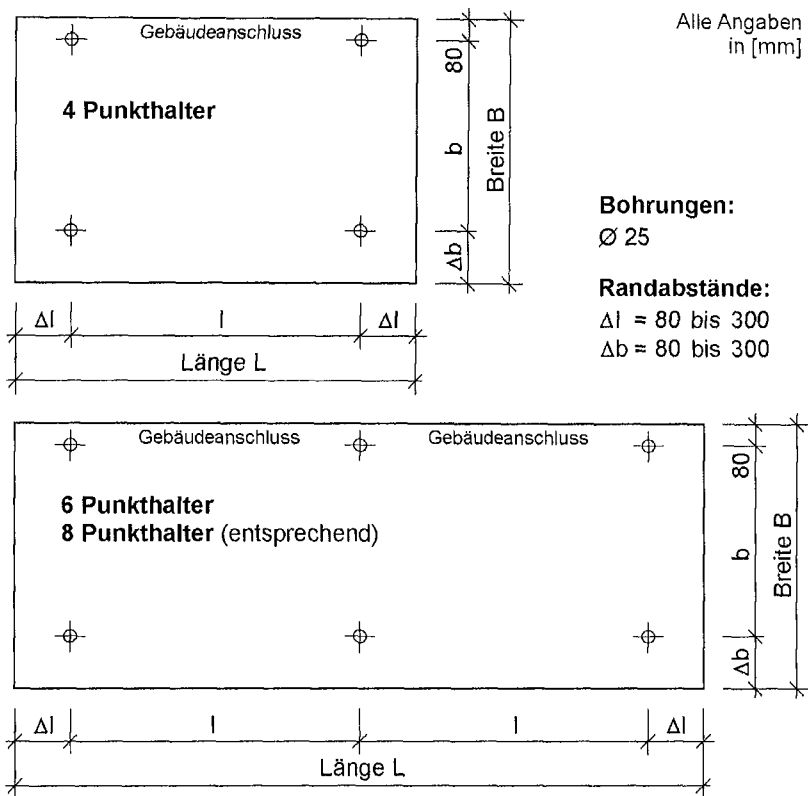 Gebäudeanschluss
Alle Angaben
in [mm]
4 Punkthalter
80
b
Δb
Breite B
Bohrungen:
Ø 25
Randabstände:
Δl = 80 bis 300
Δb = 80 bis 300
Δl
l
Δl
Länge L
Gebäudeanschluss
Gebäudeanschluss
6 Punkthalter
8 Punkthalter (entsprechend)
80
b
Δb
Breite B
Δl
l
l
Δl
Länge L